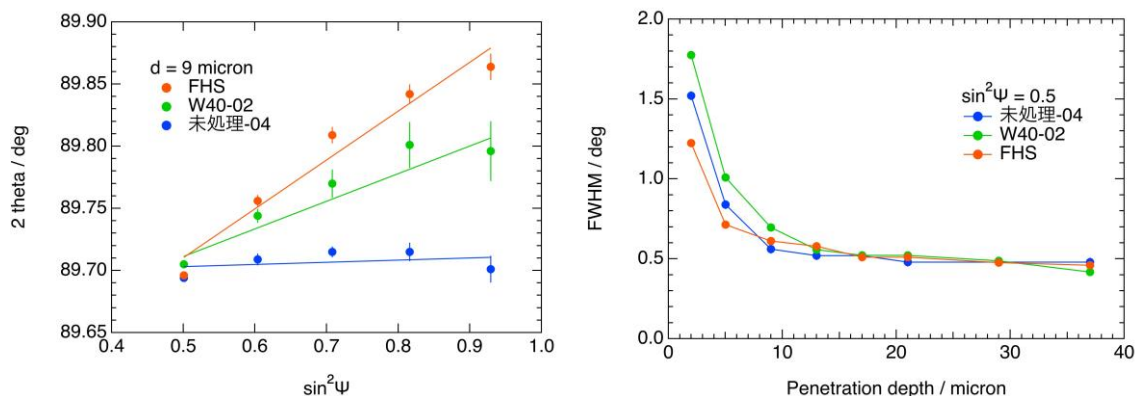 89.90
89.85
89.80
89.75
89.70
89.65
2 theta / deg
d = 9 micron
FHS
W40-02
未処理-04
0.4
0.5
0.6
0.7
0.8
0.9
1.0
sin²Ψ
2.0
1.5
1.0
0.5
0.0
FWHM / deg
sin²Ψ = 0.5
未処理-04
W40-02
FHS
0
10
20
30
40
Penetration depth / micron